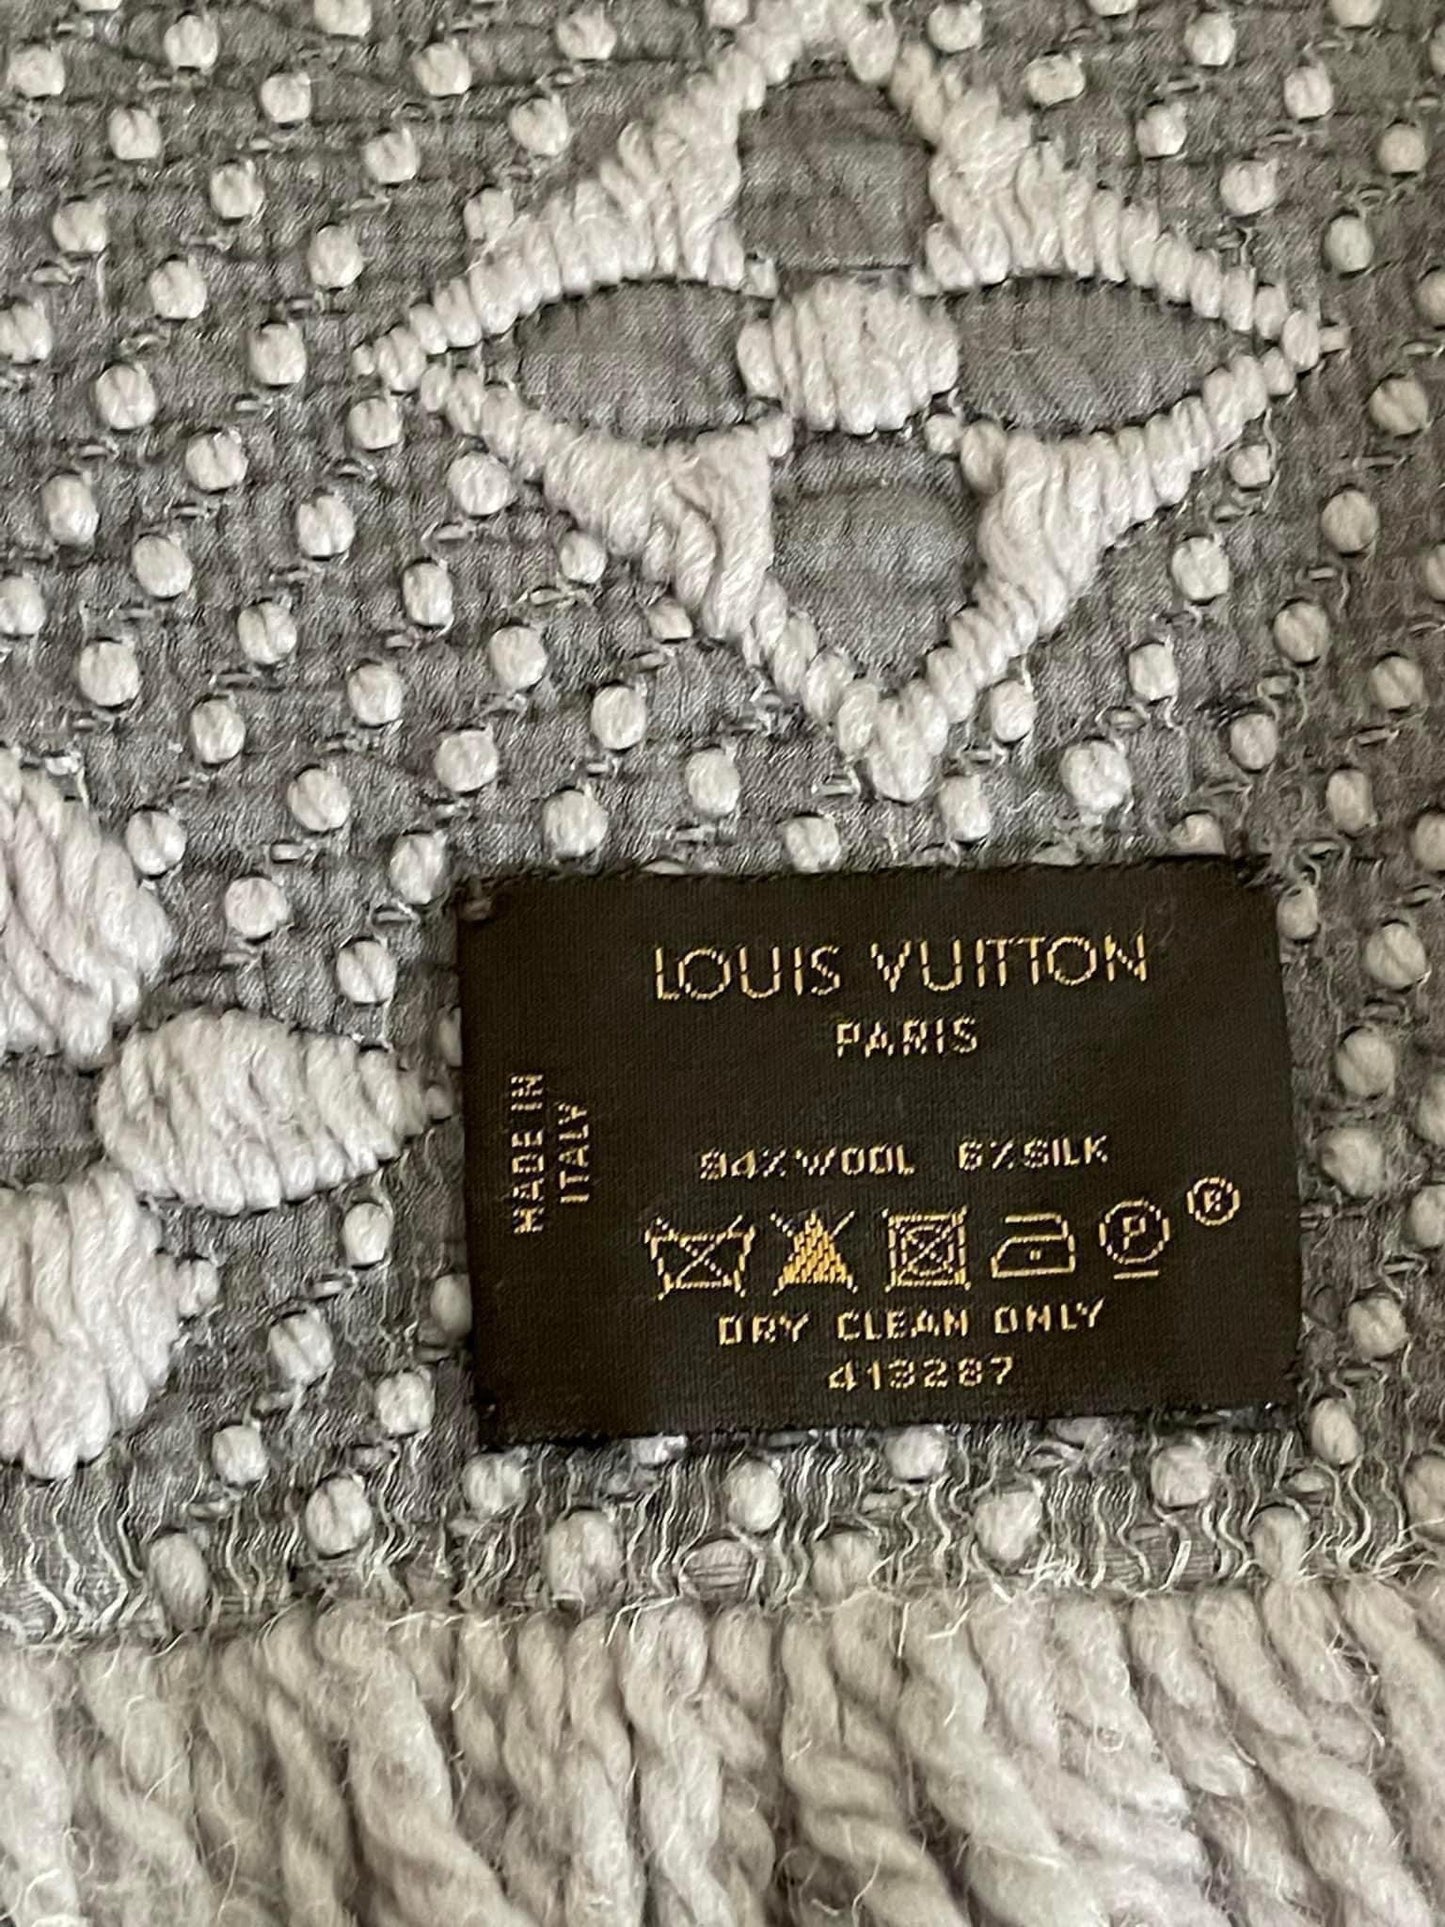 LOUIS VUITTON
PARIS
MADE IN
ITALY
94%WOOL 6%SILK
P ®
DRY CLEAN ONLY
413287